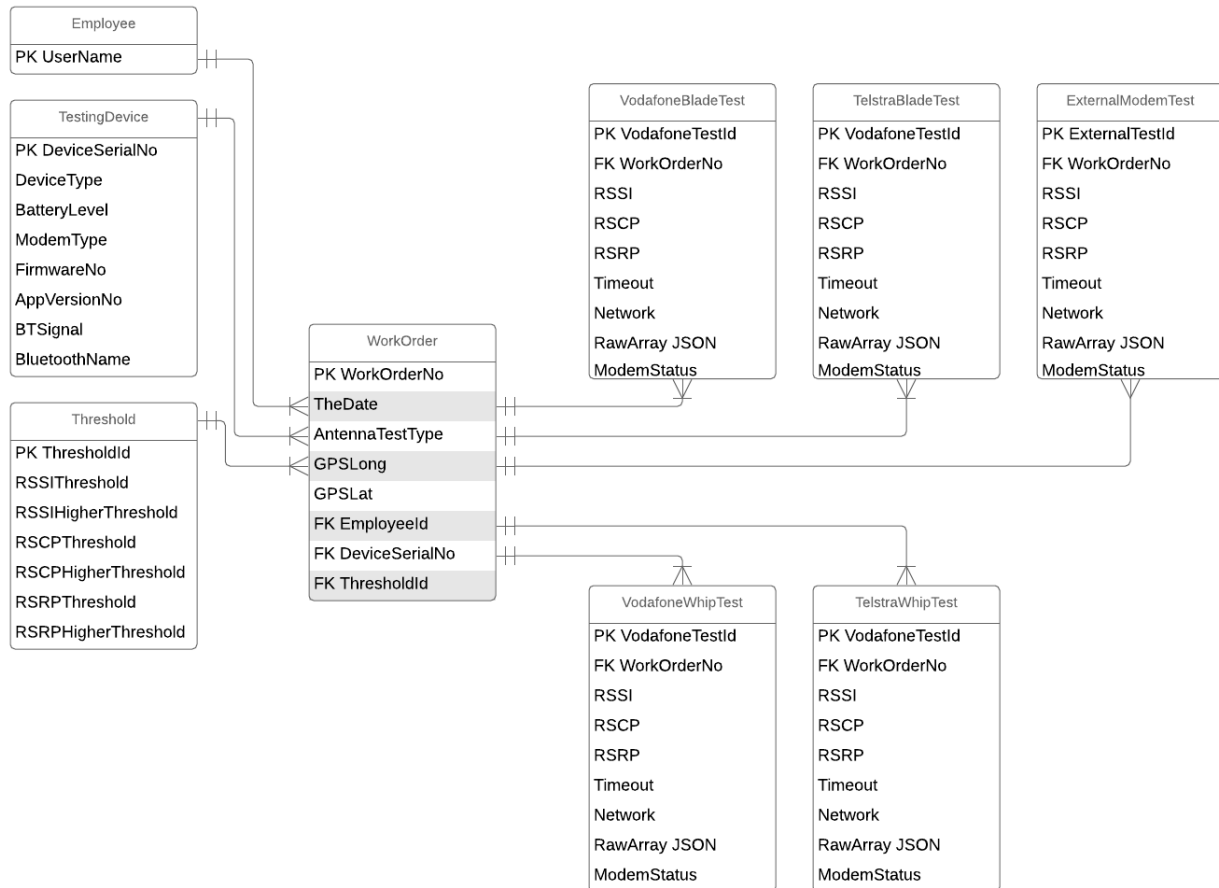 Employee
PK UserName
TestingDevice
PK DeviceSerialNo
DeviceType
BatteryLevel
ModemType
FirmwareNo
AppVersionNo
BTSignal
BluetoothName
Threshold
PK ThresholdId
RSSIThreshold
RSSIHigherThreshold
RSCPThreshold
RSCPHigherThreshold
RSRPThreshold
RSRPHigherThreshold
WorkOrder
PK WorkOrderNo
TheDate
AntennaTestType
GPSLong
GPSLat
FK EmployeeId
FK DeviceSerialNo
FK ThresholdId
VodafoneBladeTest
PK VodafoneTestId
FK WorkOrderNo
RSSI
RSCP
RSRP
Timeout
Network
RawArray JSON
ModemStatus
TelstraBladeTest
PK VodafoneTestId
FK WorkOrderNo
RSSI
RSCP
RSRP
Timeout
Network
RawArray JSON
ModemStatus
ExternalModemTest
PK ExternalTestId
FK WorkOrderNo
RSSI
RSCP
RSRP
Timeout
Network
RawArray JSON
ModemStatus
VodafoneWhipTest
PK VodafoneTestId
FK WorkOrderNo
RSSI
RSCP
RSRP
Timeout
Network
RawArray JSON
ModemStatus
TelstraWhipTest
PK VodafoneTestId
FK WorkOrderNo
RSSI
RSCP
RSRP
Timeout
Network
RawArray JSON
ModemStatus